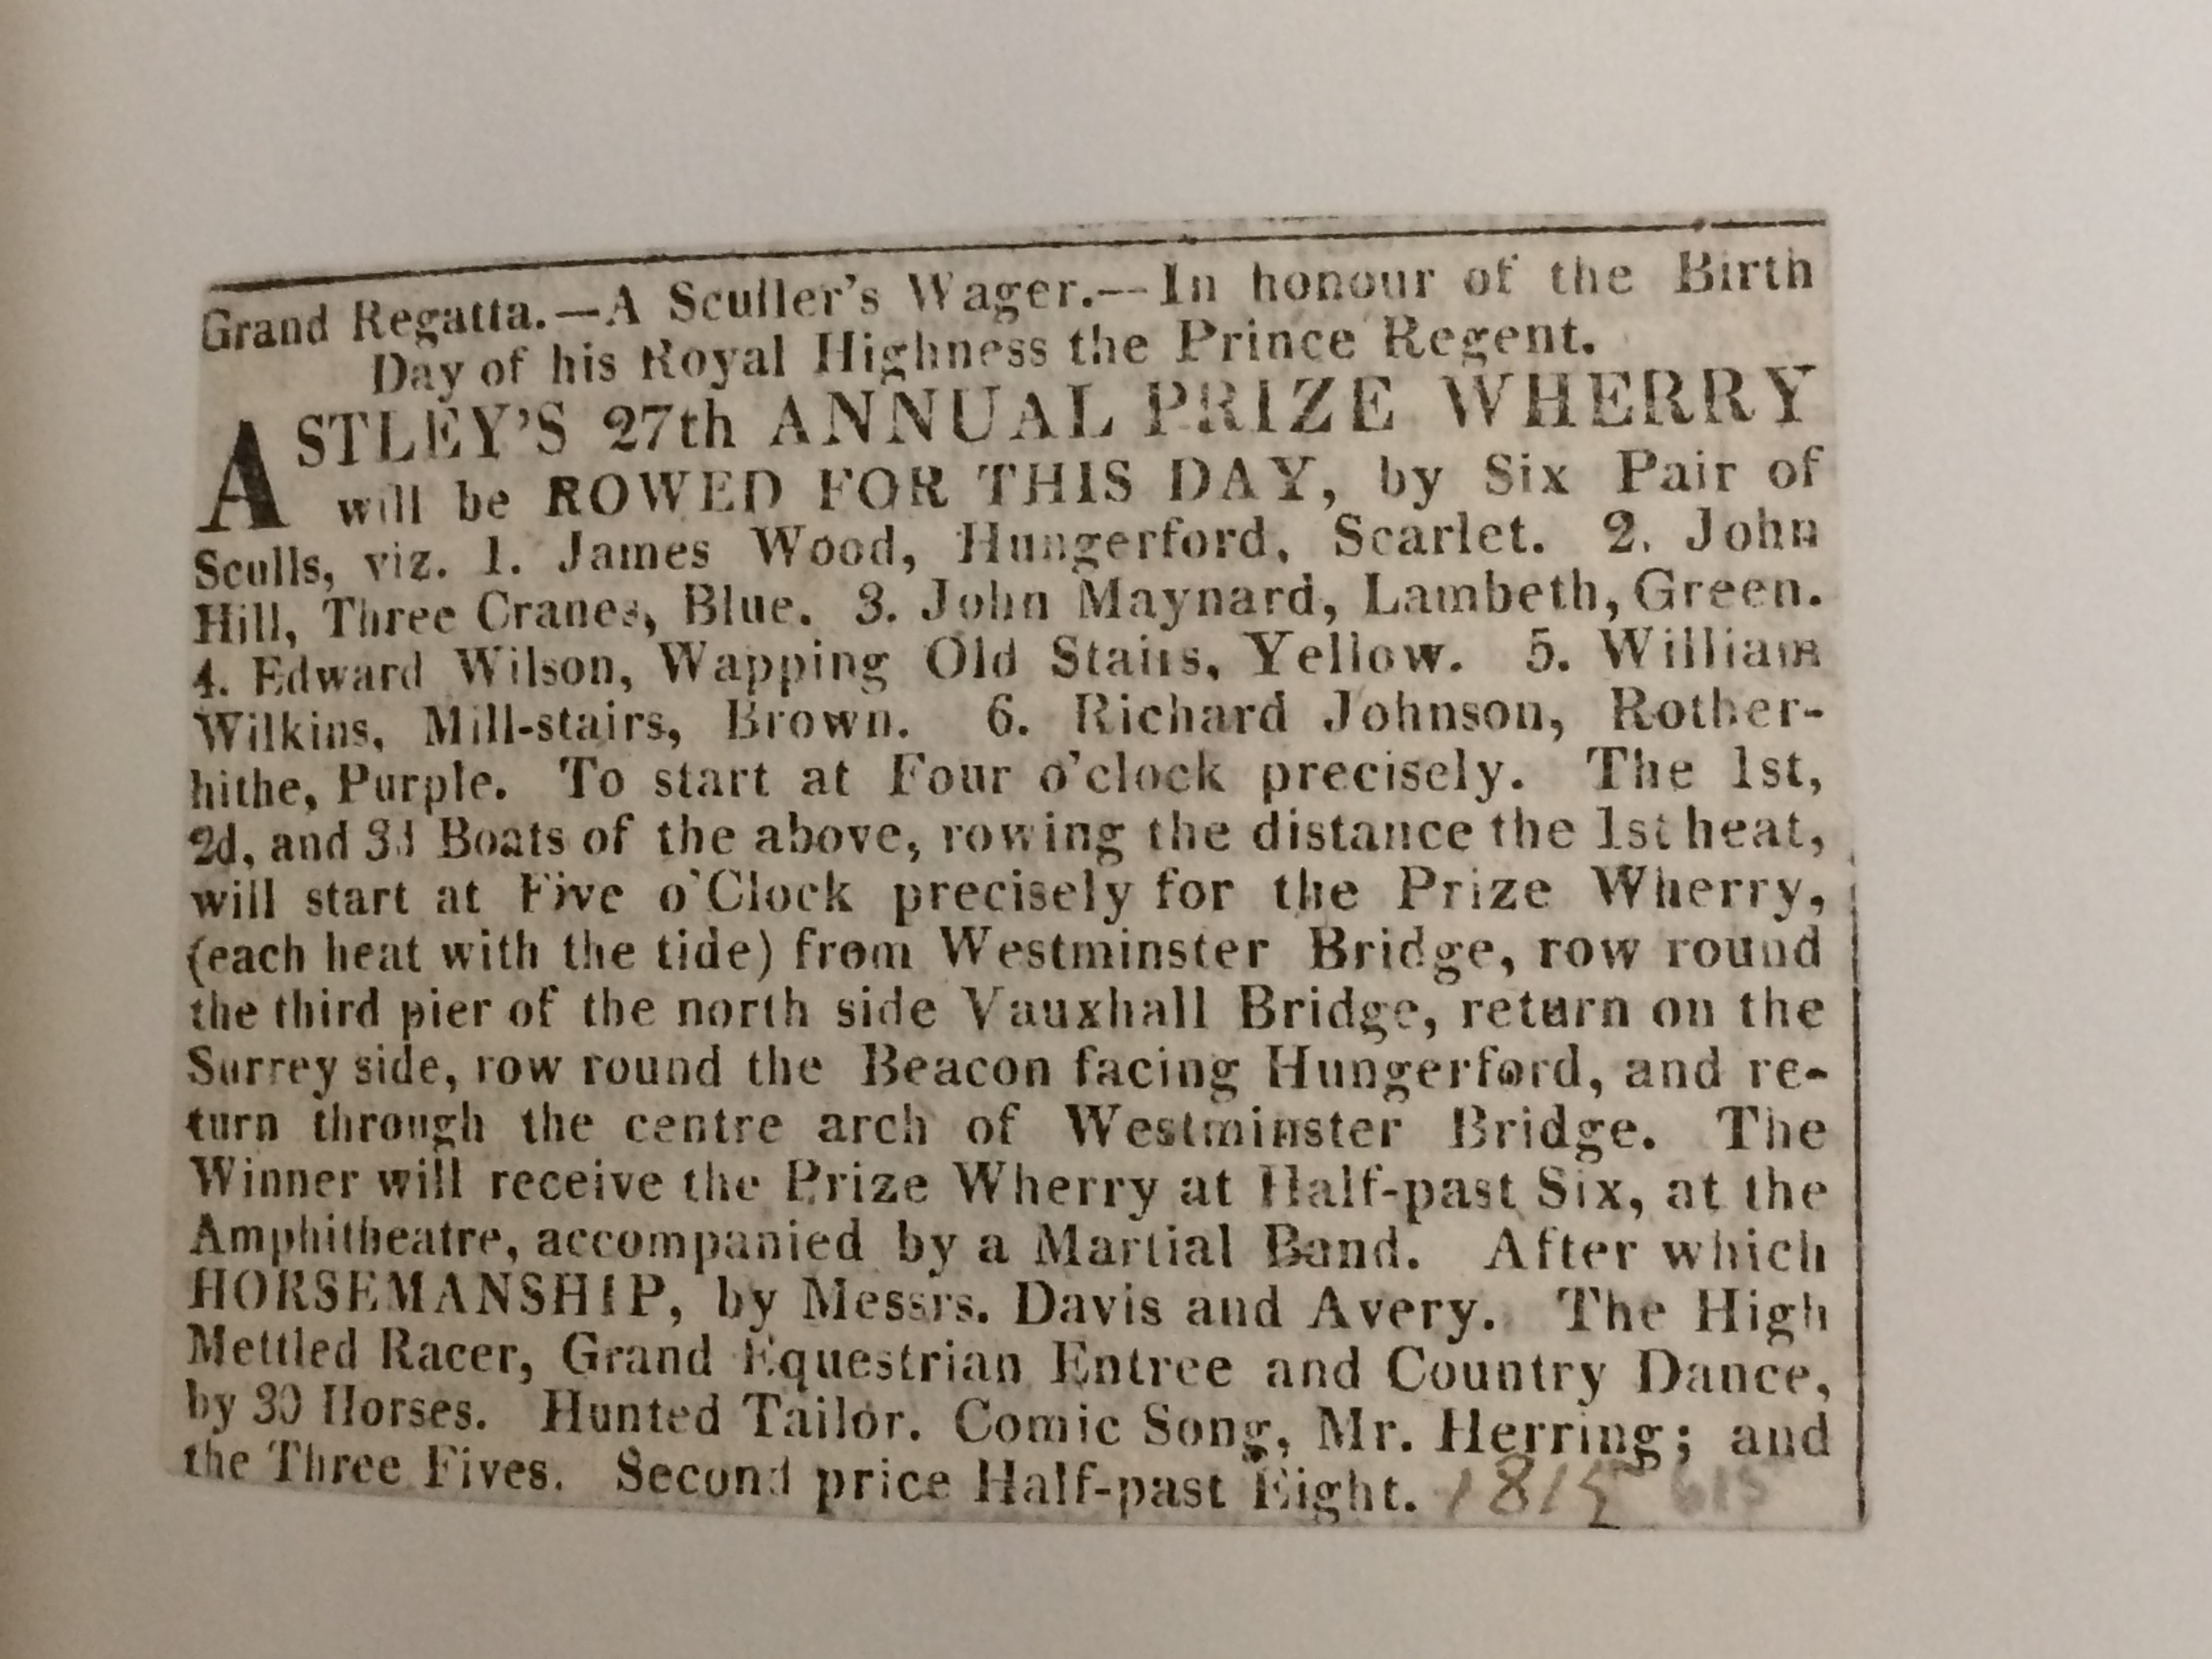 Grand Regatta.—A Sculler's Wager.—In honour of the Birth
Day of his Royal Highness the Prince Regent.
ASTLEY'S 27th ANNUAL PRIZE WHERRY
will be ROWED FOR THIS DAY, by Six Pair of
Sculls, viz. 1. James Wood, Hungerford, Scarlet. 2. John
Hill, Three Cranes, Blue. 3. John Maynard, Lambeth, Green.
4. Edward Wilson, Wapping Old Stairs, Yellow. 5. William
Wilkins, Mill-stairs, Brown. 6. Richard Johnson, Rother-
hithe, Purple. To start at Four o'clock precisely. The 1st,
2d, and 3d Boats of the above, rowing the distance the 1st heat,
will start at Five o'Clock precisely for the Prize Wherry,
(each heat with the tide) from Westminster Bridge, row round
the third pier of the north side Vauxhall Bridge, return on the
Surrey side, row round the Beacon facing Hungerford, and re-
turn through the centre arch of Westminster Bridge. The
Winner will receive the Prize Wherry at Half-past Six, at the
Amphitheatre, accompanied by a Martial Band. After which
HORSEMANSHIP, by Messrs. Davis and Avery. The High
Mettled Racer, Grand Equestrian Entree and Country Dance,
by 30 Horses. Hunted Tailor. Comic Song, Mr. Herring; and
the Three Fives. Second price Half-past Eight. 1815